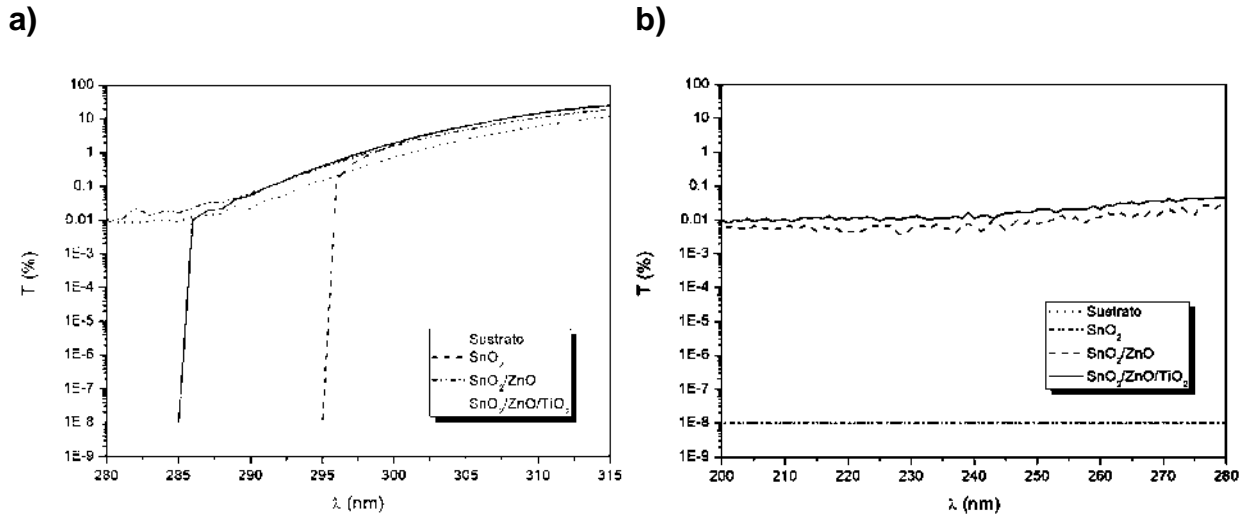 a)
b)
100
10
1
0.1
0.01
1E-3
1E-4
1E-5
1E-6
1E-7
1E-8
1E-9
T (%)
280 285 290 295 300 305 310 315
λ (nm)
Sustrato
SnO₂
SnO₂/ZnO
SnO₂/ZnO/TiO₂
100
10
1
0.1
0.01
1E-3
1E-4
1E-5
1E-6
1E-7
1E-8
1E-9
T (%)
200 210 220 230 240 250 260 270 280
λ (nm)
Sustrato
SnO₂
SnO₂/ZnO
SnO₂/ZnO/TiO₂